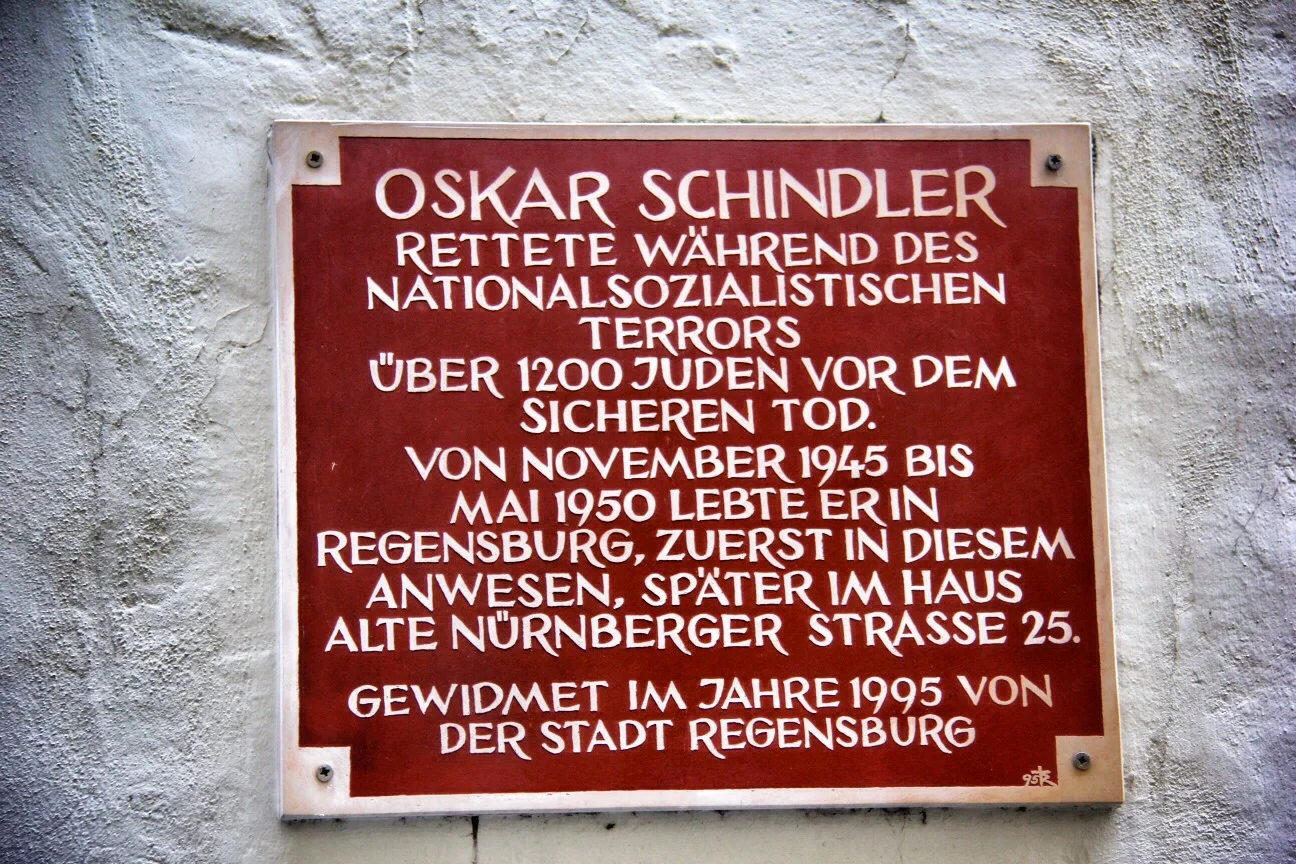 OSKAR SCHINDLER
RETTETE WÄHREND DES
NATIONALSOZIALISTISCHEN
TERRORS
ÜBER 1200 JUDEN VOR DEM
SICHEREN TOD.
VON NOVEMBER 1945 BIS
MAI 1950 LEBTE ER IN
REGENSBURG, ZUERST IN DIESEM
ANWESEN, SPÄTER IM HAUS
ALTE NÜRNBERGER STRASSE 25.
GEWIDMET IM JAHRE 1995 VON
DER STADT REGENSBURG